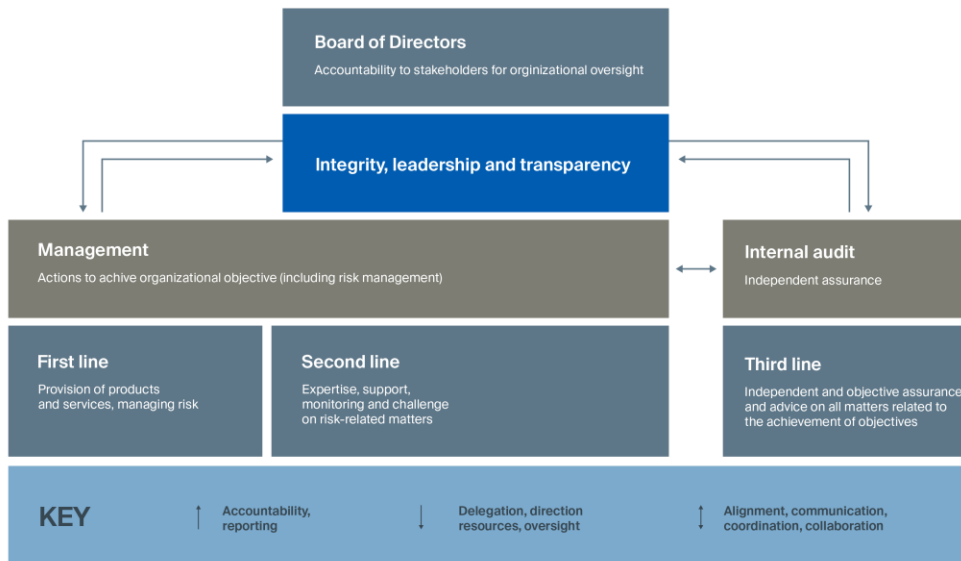 Board of Directors
Accountability to stakeholders for orginizational oversight
Integrity, leadership and transparency
Management
Actions to achive organizational objective (including risk management)
Internal audit
Independent assurance
First line
Provision of products
and services, managing risk
Second line
Expertise, support,
monitoring and challenge
on risk-related matters
Third line
Independent and objective assurance
and advice on all matters related to
the achievement of objectives
KEY
Accountability,
reporting
Delegation, direction
resources, oversight
Alignment, communication,
coordination, collaboration